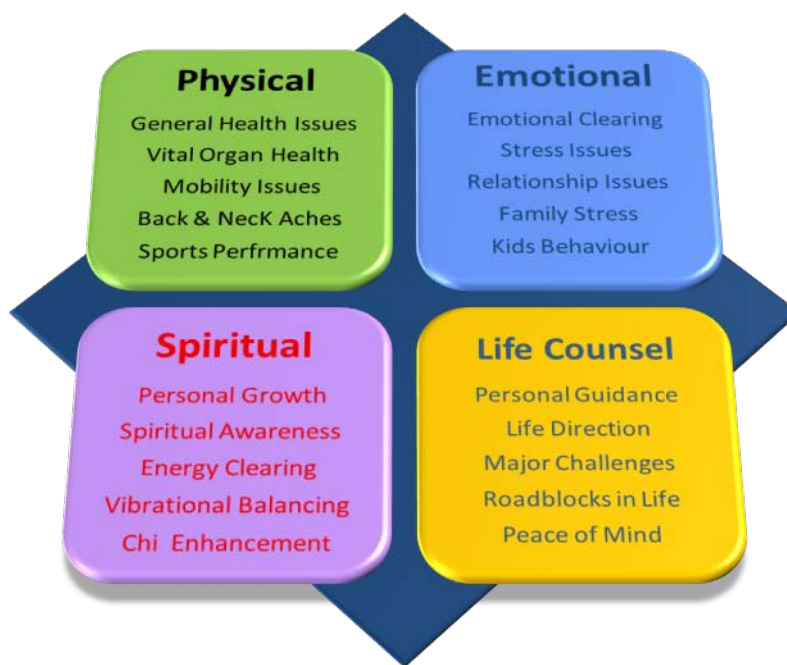 Physical
General Health Issues
Vital Organ Health
Mobility Issues
Back & NecK Aches
Sports Perfrmance
Emotional
Emotional Clearing
Stress Issues
Relationship Issues
Family Stress
Kids Behaviour
Spiritual
Personal Growth
Spiritual Awareness
Energy Clearing
Vibrational Balancing
Chi Enhancement
Life Counsel
Personal Guidance
Life Direction
Major Challenges
Roadblocks in Life
Peace of Mind